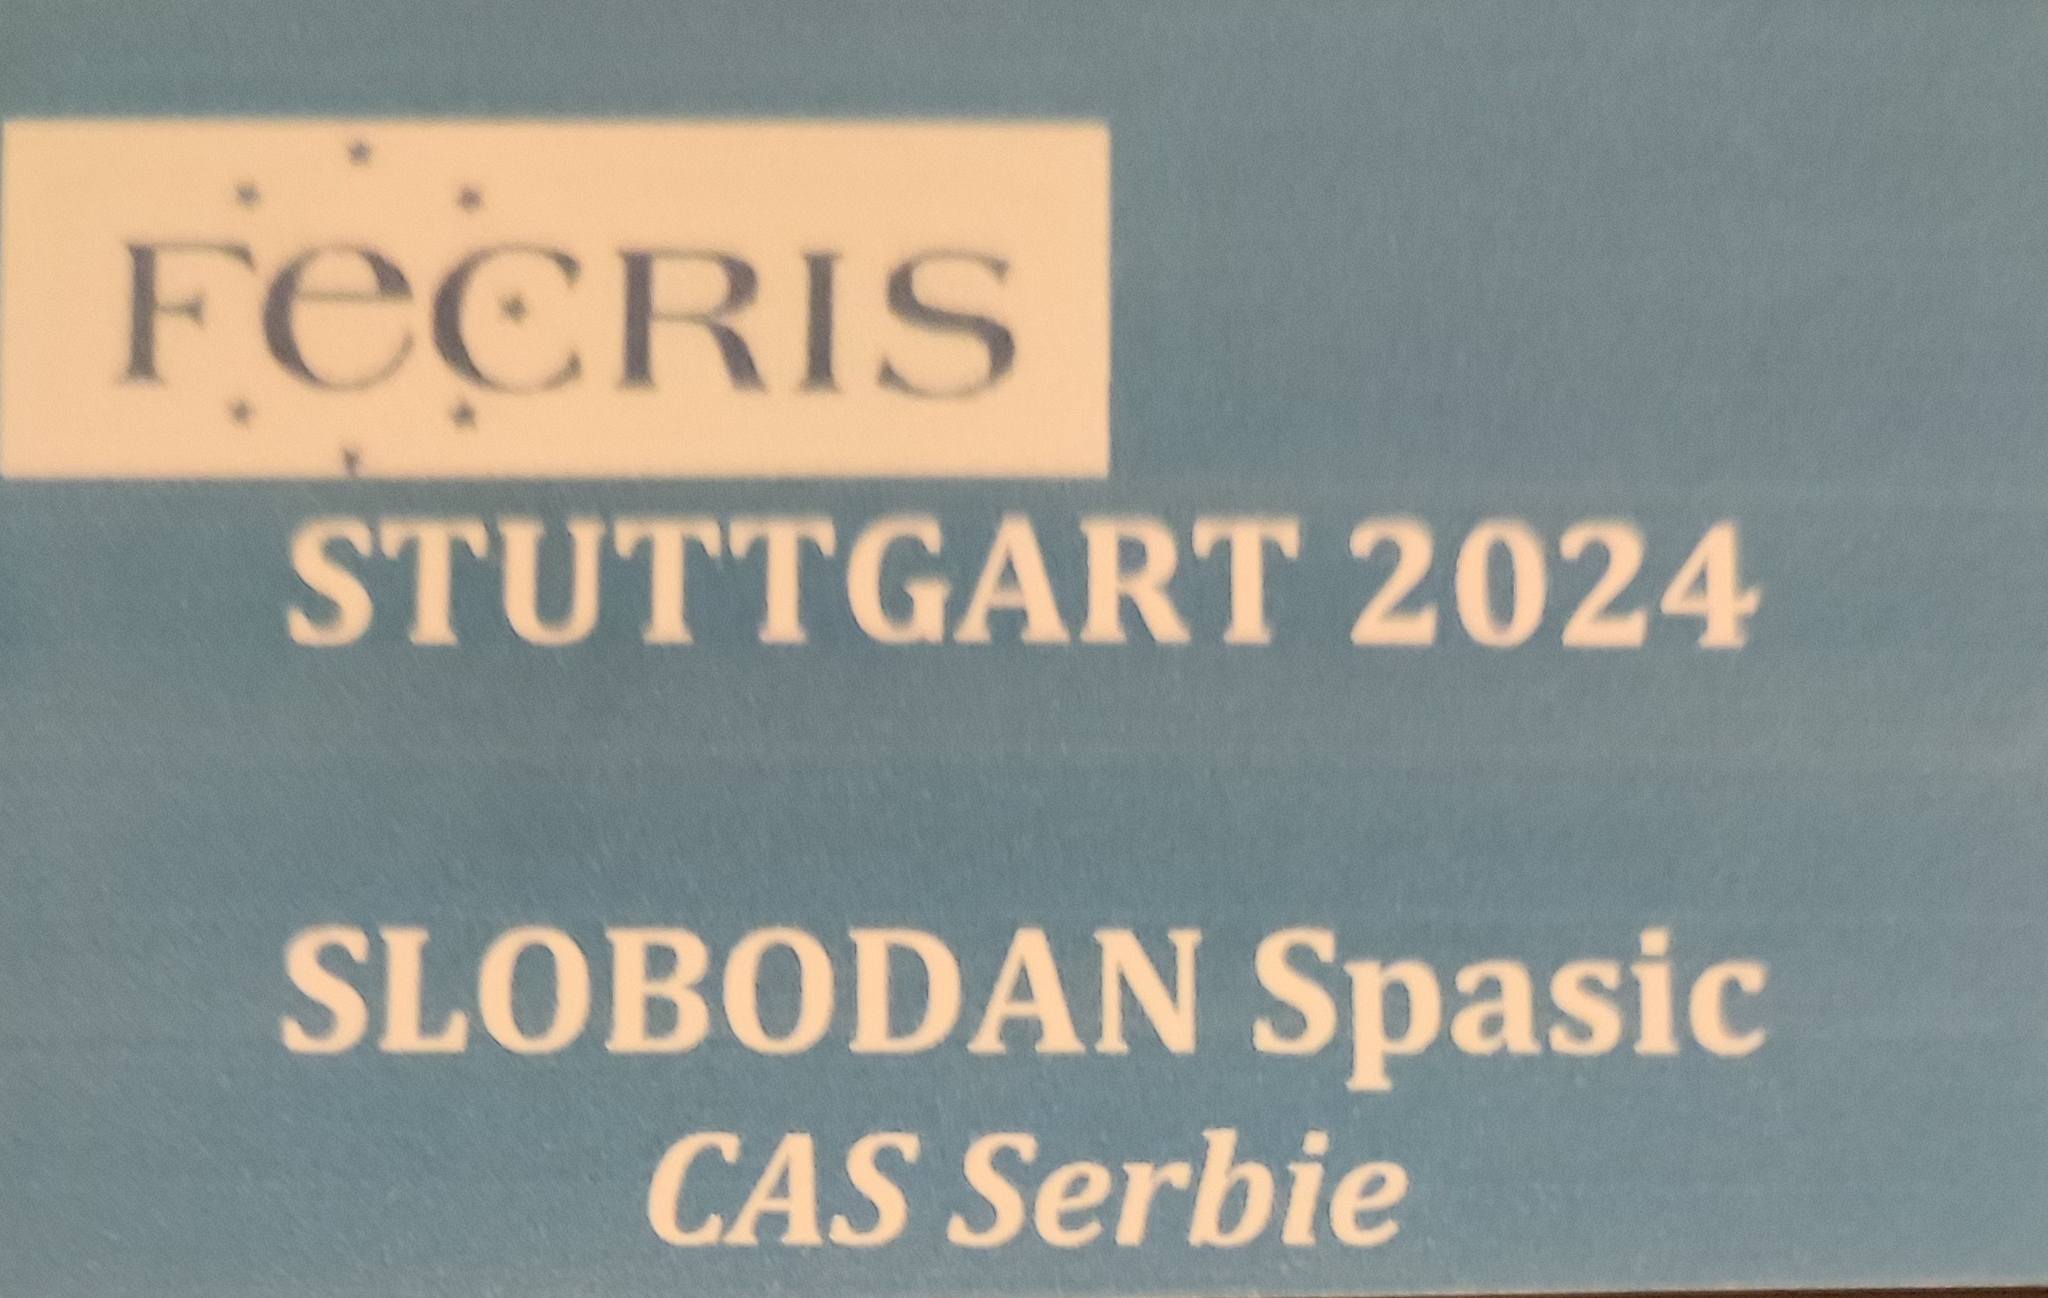 FeCRIS
STUTTGART 2024
SLOBODAN Spasic
CAS Serbie